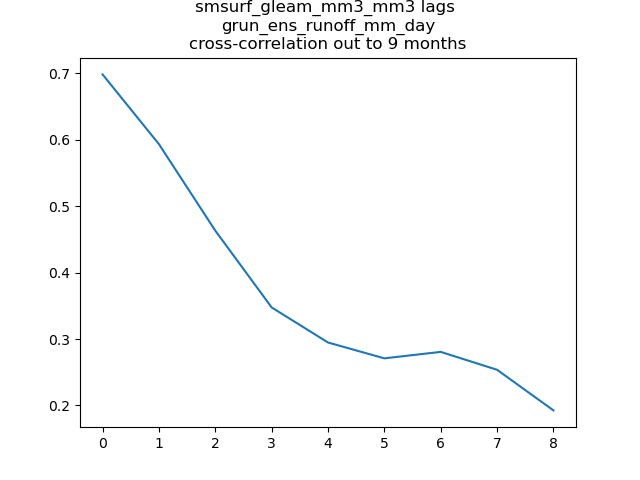 smsurf_gleam_mm3_mm3 lags
grun_ens_runoff_mm_day
cross-correlation out to 9 months
0.7
0.6
0.5
0.4
0.3
0.2
0 1 2 3 4 5 6 7 8